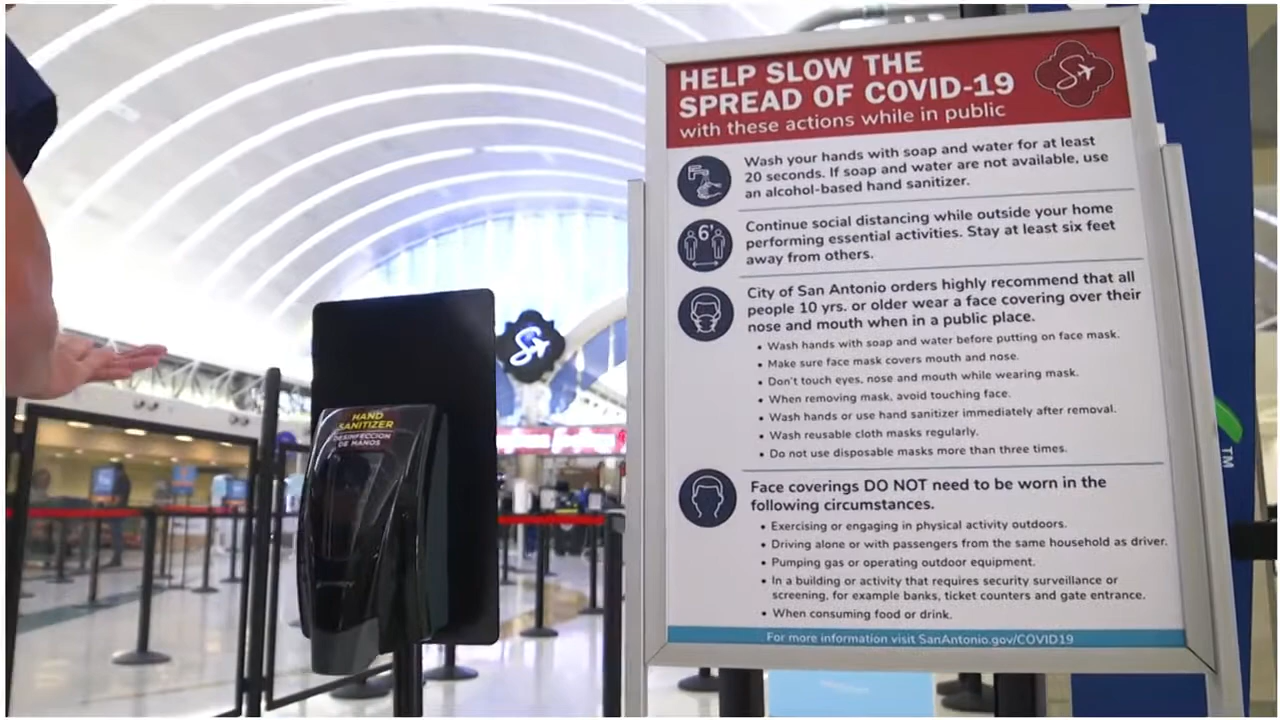 HELP SLOW THE
SPREAD OF COVID-19
with these actions while in public
Wash your hands with soap and water for at least
20 seconds. If soap and water are not available, use
an alcohol-based hand sanitizer.
6'
Continue social distancing while outside your home
performing essential activities. Stay at least six feet
away from others.
City of San Antonio orders highly recommend that all
people 10 yrs. or older wear a face covering over their
nose and mouth when in a public place.
• Wash hands with soap and water before putting on face mask.
• Make sure face mask covers mouth and nose.
• Don't touch eyes, nose and mouth while wearing mask.
• When removing mask, avoid touching face.
• Wash hands or use hand sanitizer immediately after removal.
• Wash reusable cloth masks regularly.
• Do not use disposable masks more than three times.
Face coverings DO NOT need to be worn in the
following circumstances.
• Exercising or engaging in physical activity outdoors.
• Driving alone or with passengers from the same household as driver.
• Pumping gas or operating outdoor equipment.
• In a building or activity that requires security surveillance or
screening, for example banks, ticket counters and gate entrance.
• When consuming food or drink.
For more information visit SanAntonio.gov/COVID19
HAND
SANITIZER
DESINFECCION
DE MANOS
TM